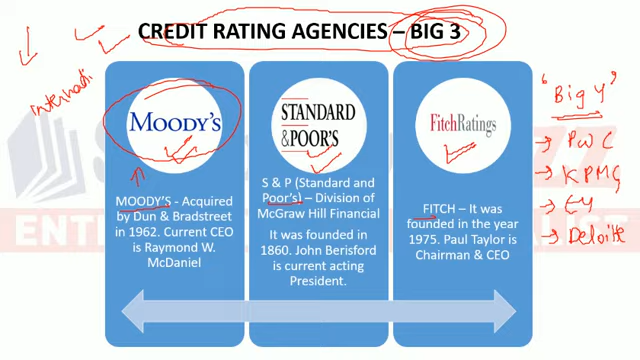 CREDIT RATING AGENCIES – BIG 3
internati
MOODY'S
MOODY'S - Acquired
by Dun & Bradstreet
in 1962. Current CEO
is Raymond W.
McDaniel
STANDARD
&POOR'S
S & P (Standard and
Poor's) – Division of
McGraw Hill Financial
It was founded in
1860. John Berisford
is current acting
President.
FitchRatings
FITCH – It was
founded in the year
1975. Paul Taylor is
Chairman & CEO
"Big 4"
→ PWC
→ KPMG
→ EY
→ Deloitte